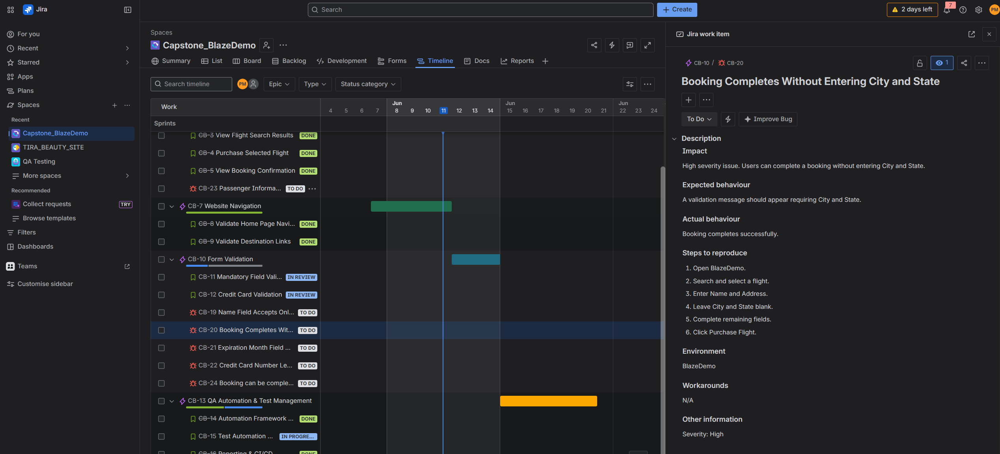 Jira
Search
Create
2 days left
7
PM
For you
Recent
Starred
Apps
Plans
Spaces
Recent
Capstone_BlazeDemo
TIRA_BEAUTY_SITE
QA Testing
More spaces
Recommended
Collect requests
TRY
Browse templates
Filters
Dashboards
Teams
Customise sidebar
Spaces
Capstone_BlazeDemo
Summary
List
Board
Backlog
Development
Forms
Timeline
Docs
Reports
Search timeline
PM
Epic
Type
Status category
Work
Jun
Jun
Jun
4 5 6 7 8 9 10 11 12 13 14 15 16 17 18 19 20 21 22 23 24
Sprints
CB-3 View Flight Search Results DONE
CB-4 Purchase Selected Flight DONE
CB-5 View Booking Confirmation DONE
CB-23 Passenger Informa... TO DO
CB-7 Website Navigation
CB-8 Validate Home Page Navi... DONE
CB-9 Validate Destination Links DONE
CB-10 Form Validation
CB-11 Mandatory Field Vali... IN REVIEW
CB-12 Credit Card Validation IN REVIEW
CB-19 Name Field Accepts Onl... TO DO
CB-20 Booking Completes Wit... TO DO
CB-21 Expiration Month Field ... TO DO
CB-22 Credit Card Number Le... TO DO
CB-24 Booking can be comple... TO DO
CB-13 QA Automation & Test Management
CB-14 Automation Framework ... DONE
CB-15 Test Automation ... IN PROGRE...
CB-16 Reporting & CI/CD DONE
Jira work item
CB-10 / CB-20
1
Booking Completes Without Entering City and State
To Do
Improve Bug
Description
Impact
High severity issue. Users can complete a booking without entering City and State.
Expected behaviour
A validation message should appear requiring City and State.
Actual behaviour
Booking completes successfully.
Steps to reproduce
1. Open BlazeDemo.
2. Search and select a flight.
3. Enter Name and Address.
4. Leave City and State blank.
5. Complete remaining fields.
6. Click Purchase Flight.
Environment
BlazeDemo
Workarounds
N/A
Other information
Severity: High